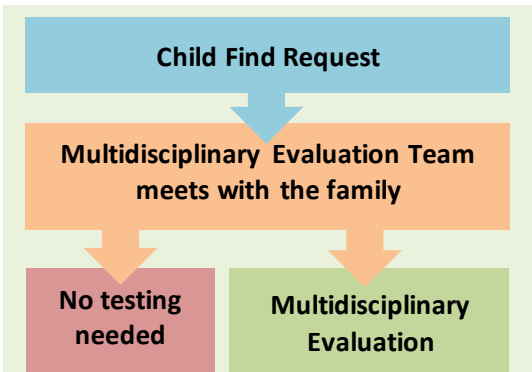 Child Find Request
Multidisciplinary Evaluation Team
meets with the family
No testing
needed
Multidisciplinary
Evaluation